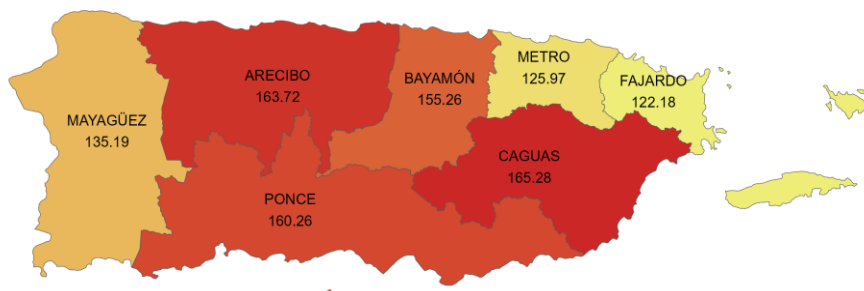 METRO
125.97
ARECIBO
163.72
BAYAMÓN
155.26
FAJARDO
122.18
MAYAGÜEZ
135.19
CAGUAS
165.28
PONCE
160.26